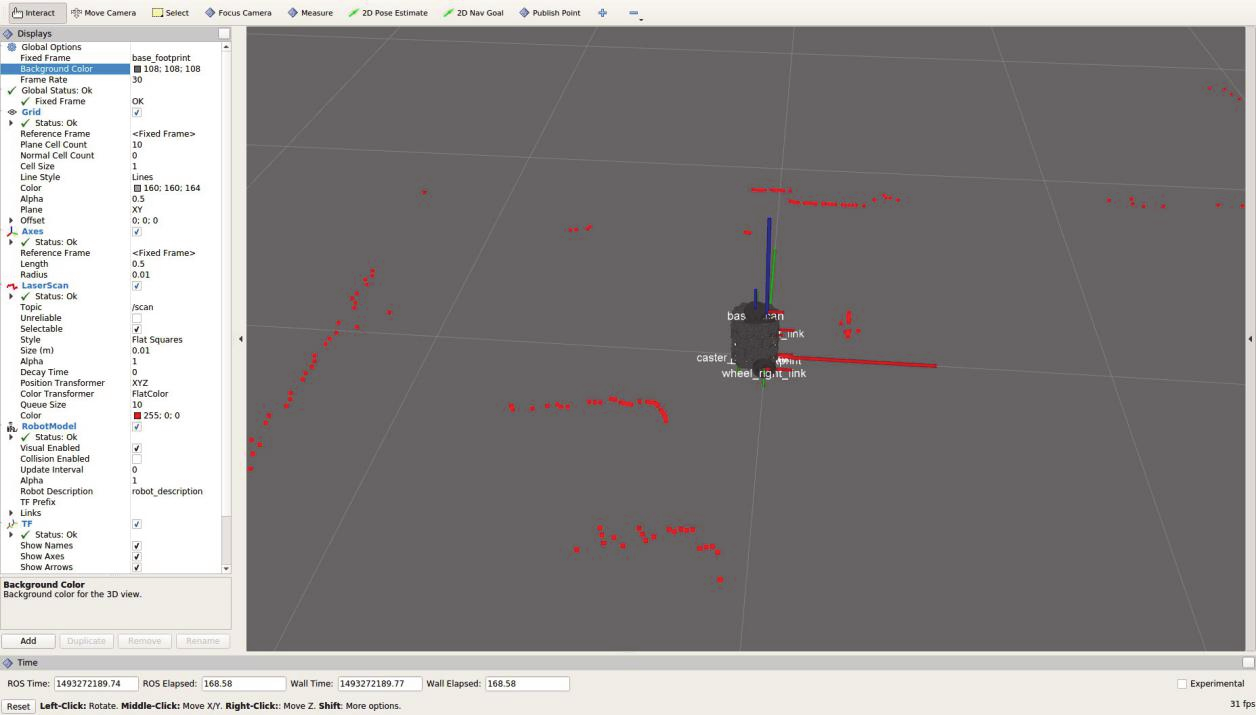 Interact Move Camera Select Focus Camera Measure 2D Pose Estimate 2D Nav Goal Publish Point
Displays
Global Options
Fixed Frame base_footprint
Background Color 108; 108; 108
Frame Rate 30
Global Status: Ok
Fixed Frame OK
Grid
Status: Ok
Reference Frame <Fixed Frame>
Plane Cell Count 10
Normal Cell Count 0
Cell Size 1
Line Style Lines
Color 160; 160; 164
Alpha 0.5
Plane XY
Offset 0; 0; 0
Axes
Status: Ok
Reference Frame <Fixed Frame>
Length 0.5
Radius 0.01
LaserScan
Status: Ok
Topic /scan
Unreliable
Selectable
Style Flat Squares
Size (m) 0.01
Alpha 1
Decay Time 0
Position Transformer XYZ
Color Transformer FlatColor
Queue Size 10
Color 255; 0; 0
RobotModel
Status: Ok
Visual Enabled
Collision Enabled
Update Interval 0
Alpha 1
Robot Description robot_description
TF Prefix
Links
TF
Status: Ok
Show Names
Show Axes
Show Arrows
Background Color
Background color for the 3D view.
Add Duplicate Remove Rename
wheel_right_link
Time
ROS Time: 1493272189.74 ROS Elapsed: 168.58 Wall Time: 1493272189.77 Wall Elapsed: 168.58 Experimental
Reset Left-Click: Rotate. Middle-Click: Move X/Y. Right-Click:: Move Z. Shift: More options. 31 fps